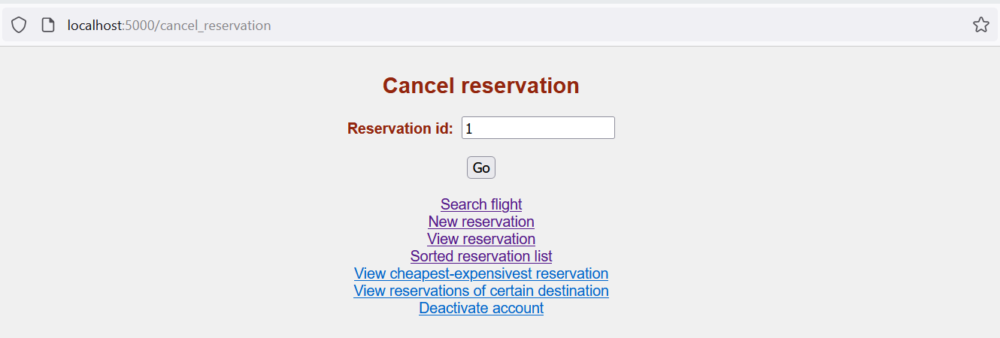 localhost:5000/cancel_reservation
Cancel reservation
Reservation id: 1
Go
Search flight
New reservation
View reservation
Sorted reservation list
View cheapest-expensivest reservation
View reservations of certain destination
Deactivate account